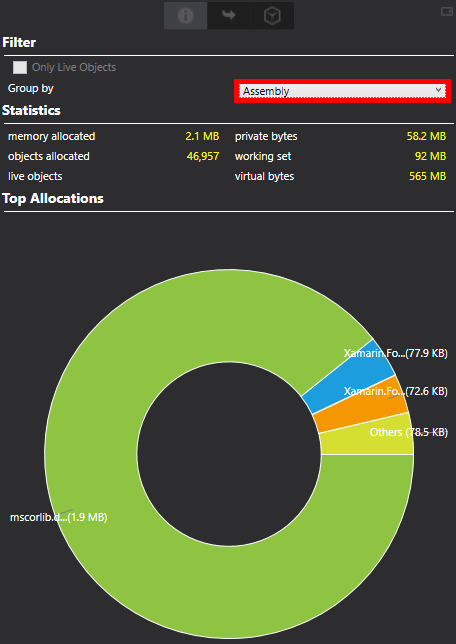 Filter
Only Live Objects
Group by Assembly
Statistics
memory allocated 2.1 MB private bytes 58.2 MB
objects allocated 46,957 working set 92 MB
live objects virtual bytes 565 MB
Top Allocations
Xamarin.Fo...(77.9 KB)
Xamarin.Fo...(72.6 KB)
Others (78.5 KB)
mscorlib.d...(1.9 MB)